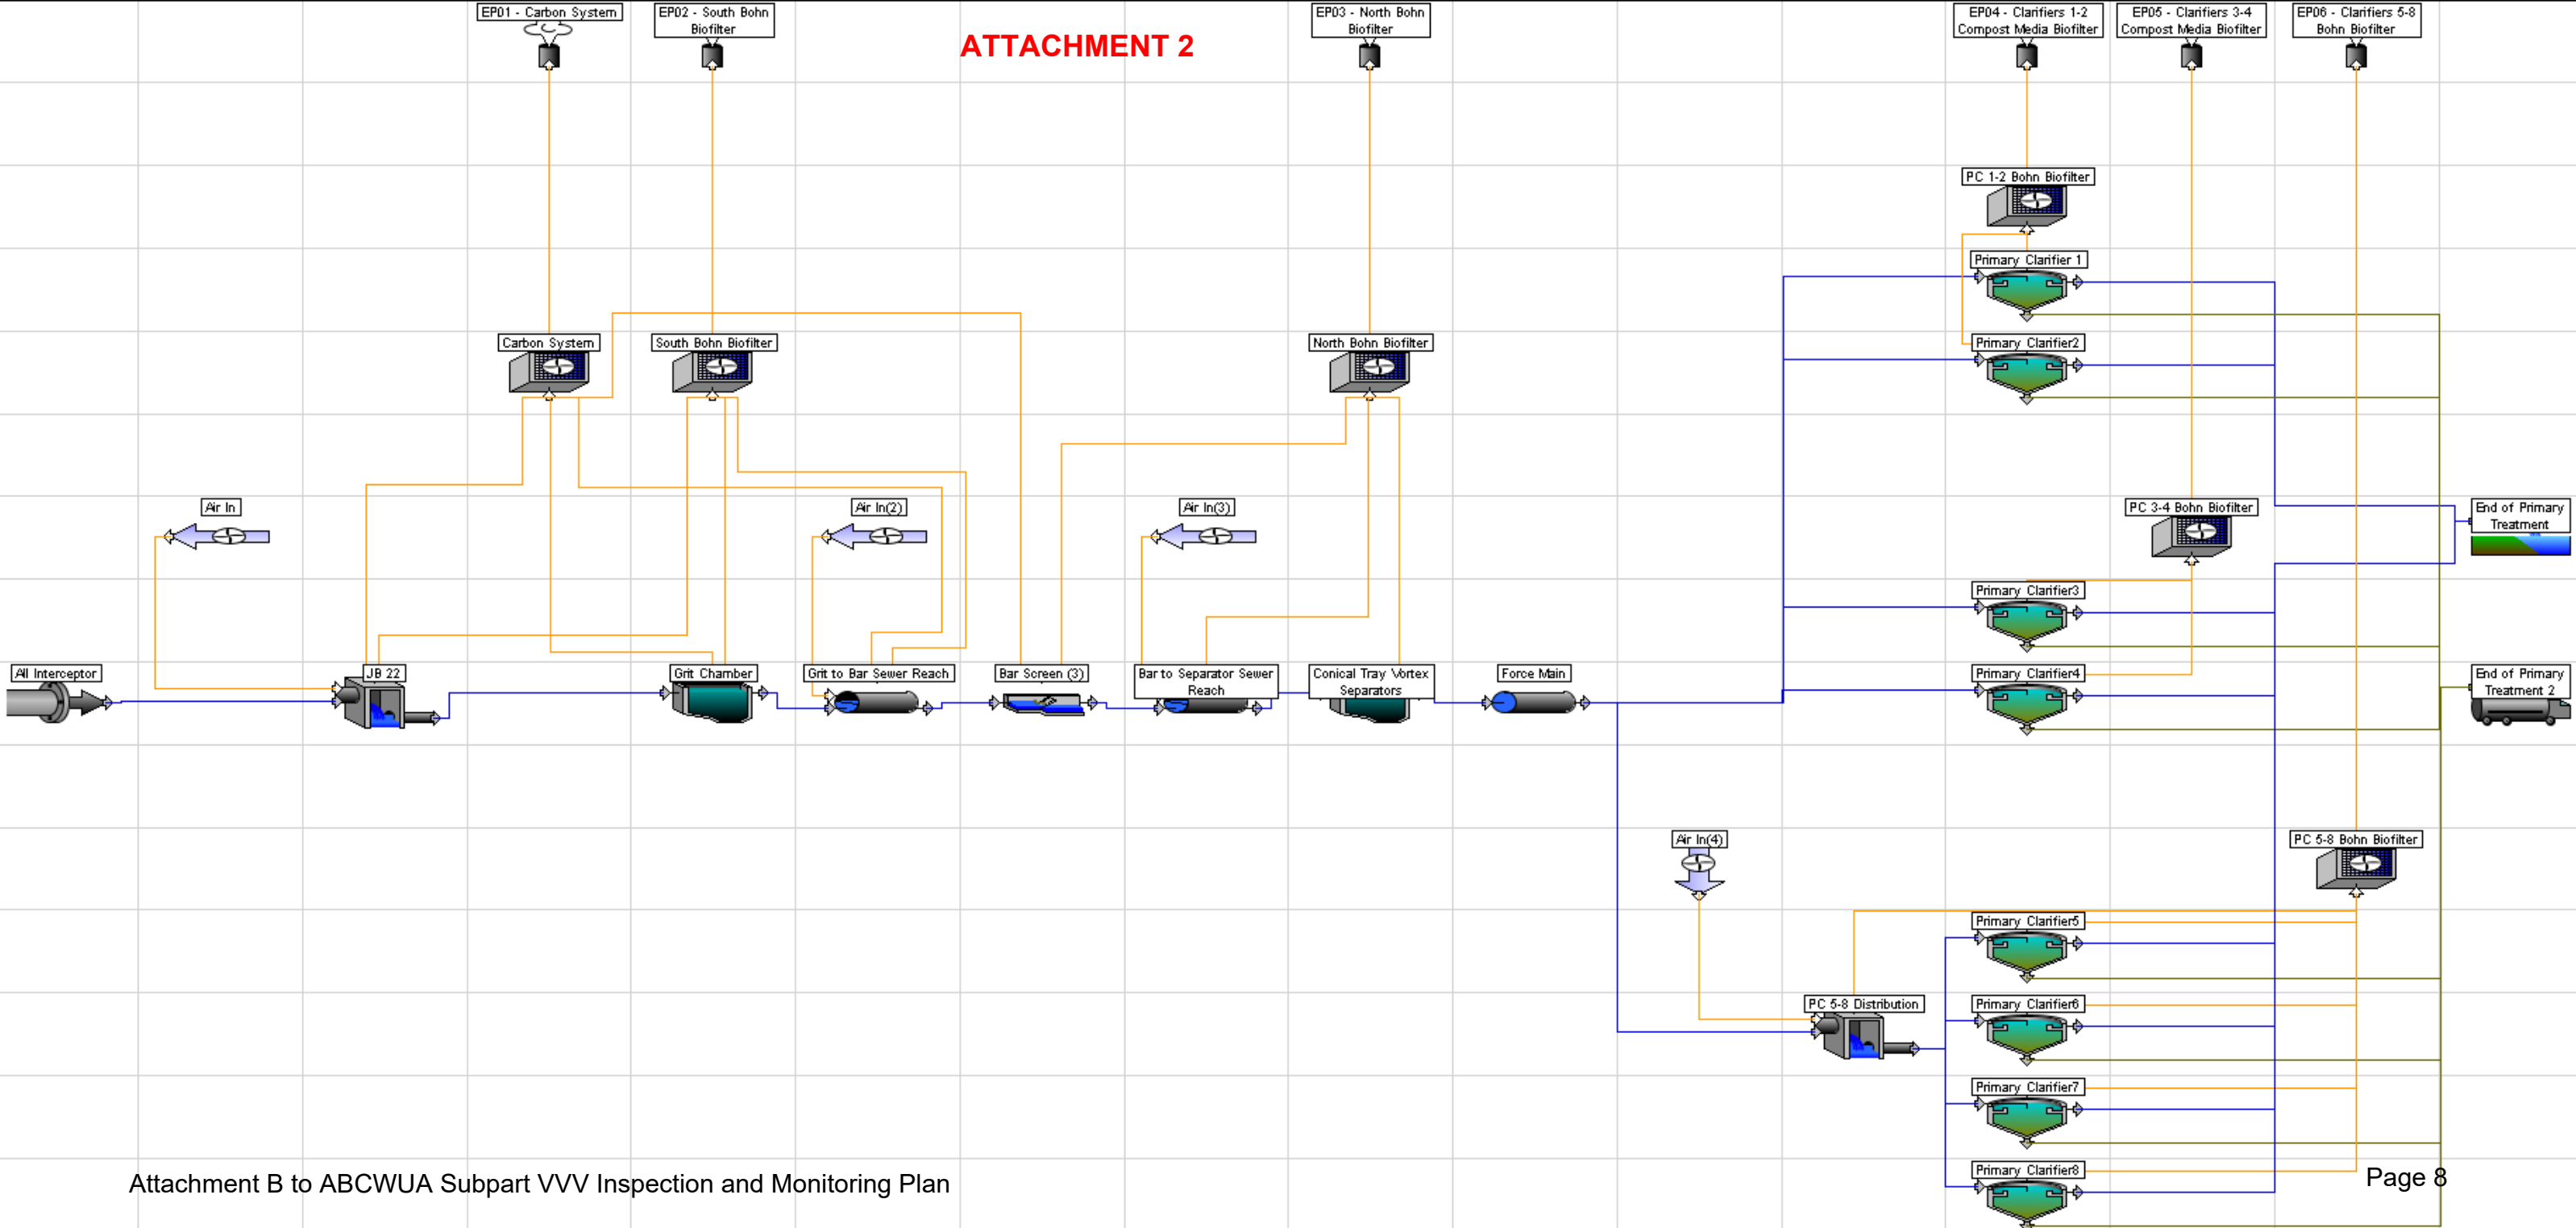 EP01 - Carbon System
EP02 - South Bohn
Biofilter
ATTACHMENT 2
EP03 - North Bohn
Biofilter
EP04 - Clarifiers 1-2
Compost Media Biofilter
EP05 - Clarifiers 3-4
Compost Media Biofilter
EP06 - Clarifiers 5-8
Bohn Biofilter
PC 1-2 Bohn Biofilter
Primary Clarifier 1
Carbon System
South Bohn Biofilter
North Bohn Biofilter
Primary Clarifier2
Air In
Air In(2)
Air In(3)
PC 3-4 Bohn Biofilter
End of Primary
Treatment
Primary Clarifier3
All Interceptor
JB 22
Grit Chamber
Grit to Bar Sewer Reach
Bar Screen (3)
Bar to Separator Sewer
Reach
Conical Tray Vortex
Separators
Force Main
Primary Clarifier4
End of Primary
Treatment 2
Air In(4)
PC 5-8 Bohn Biofilter
Primary Clarifier5
PC 5-8 Distribution
Primary Clarifier6
Primary Clarifier7
Primary Clarifier8
Attachment B to ABCWUA Subpart VVV Inspection and Monitoring Plan
Page 8